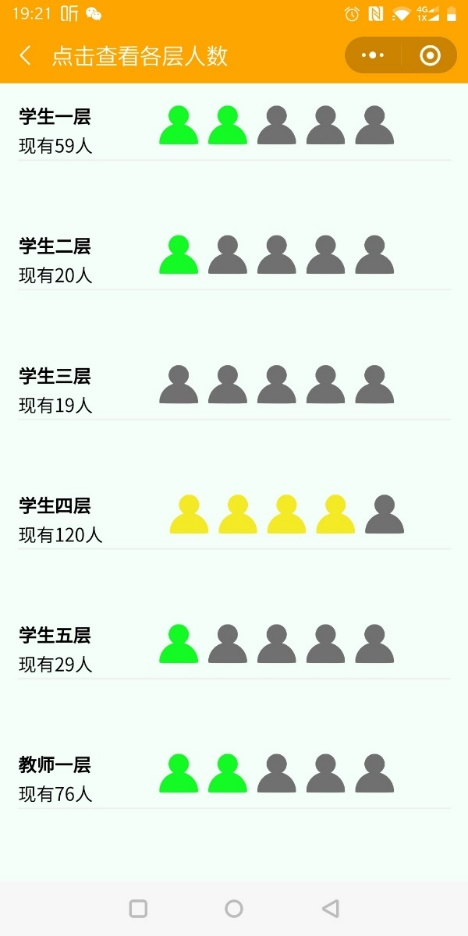 19:21 听
4G
1X
点击查看各层人数
学生一层
现有59人
学生二层
现有20人
学生三层
现有19人
学生四层
现有120人
学生五层
现有29人
教师一层
现有76人